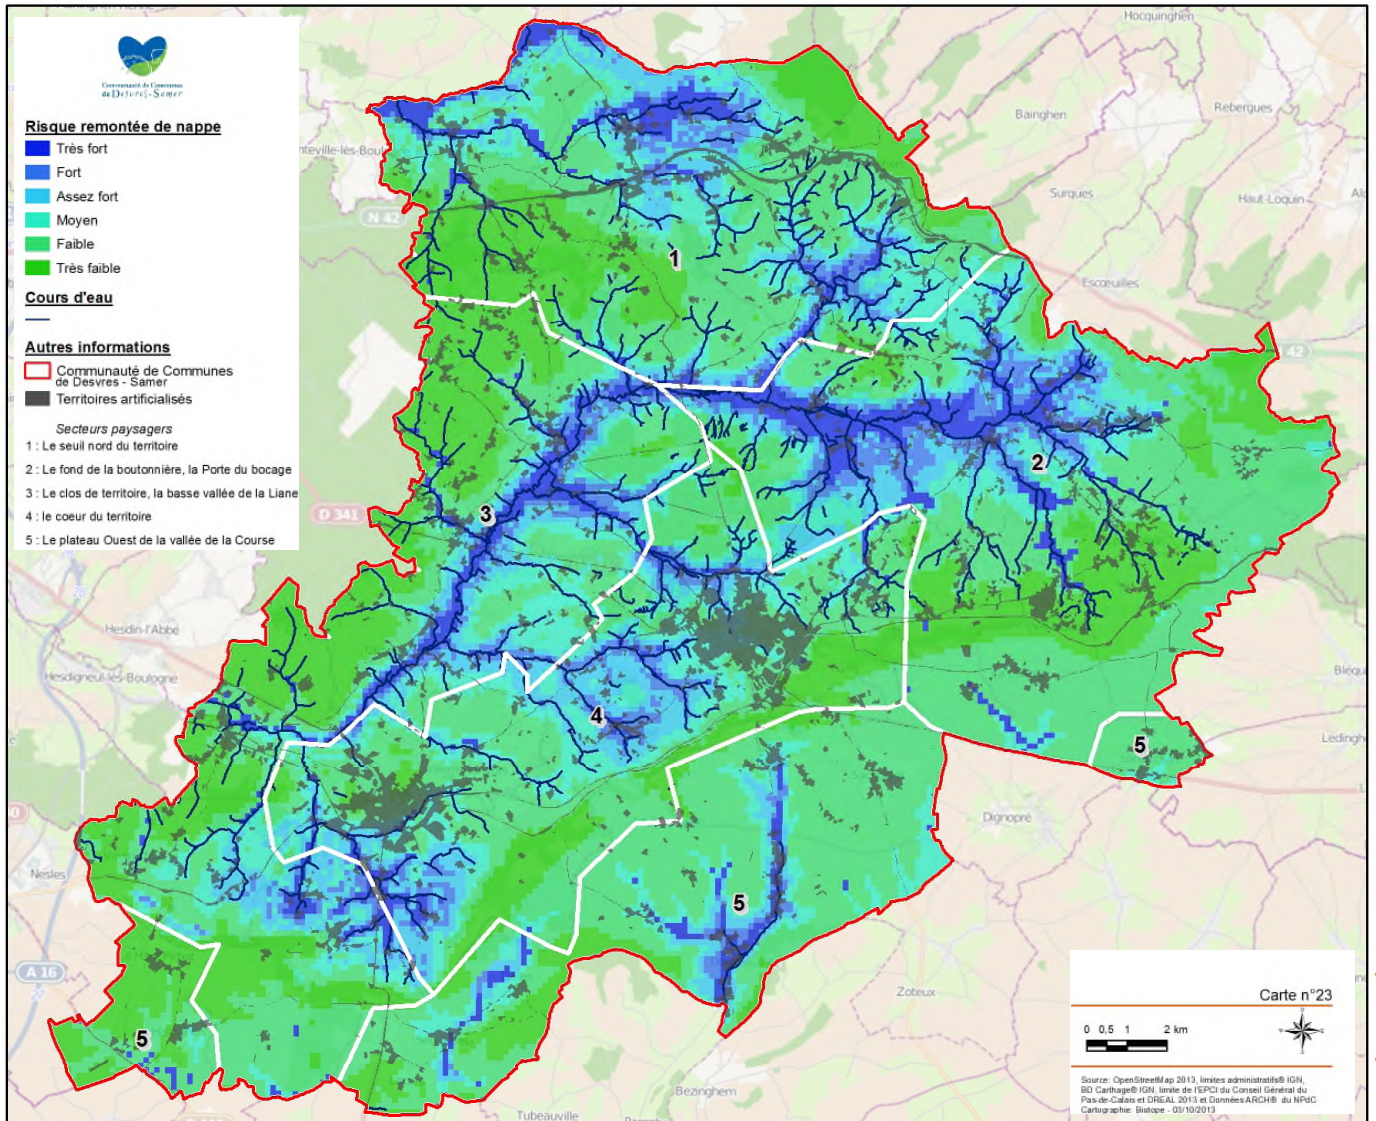 Communauté de Communes
de Desvres - Samer
Risque remontée de nappe
Très fort
Fort
Assez fort
Moyen
Faible
Très faible
Cours d'eau
Autres informations
Communauté de Communes
de Desvres - Samer
Territoires artificialisés
Secteurs paysagers
1 : Le seuil nord du territoire
2 : Le fond de la boutonnière, la Porte du bocage
3 : Le clos de territoire, la basse vallée de la Liane
4 : le coeur du territoire
5 : Le plateau Ouest de la vallée de la Course
Hocquinghen
Rebergues
Bainghen
Surques
Haut-Loquin
N 42
Escœuilles
42
D 341
Hesdin-l'Abbé
Hesdigneul-lès-Boulogne
Nesles
A 16
Dignopré
Zoteux
Bezinghem
Tubeauville
1
2
3
4
5
5
5
Carte n°23
0 0,5 1 2 km
Source: OpenStreetMap 2013, limites administratifs® IGN,
BD Carthage® IGN, limite de l'EPCI du Conseil Général du
Pas-de-Calais et DREAL 2013 et Données ARCH® du NPdC
Cartographie: Biotope - 03/10/2013